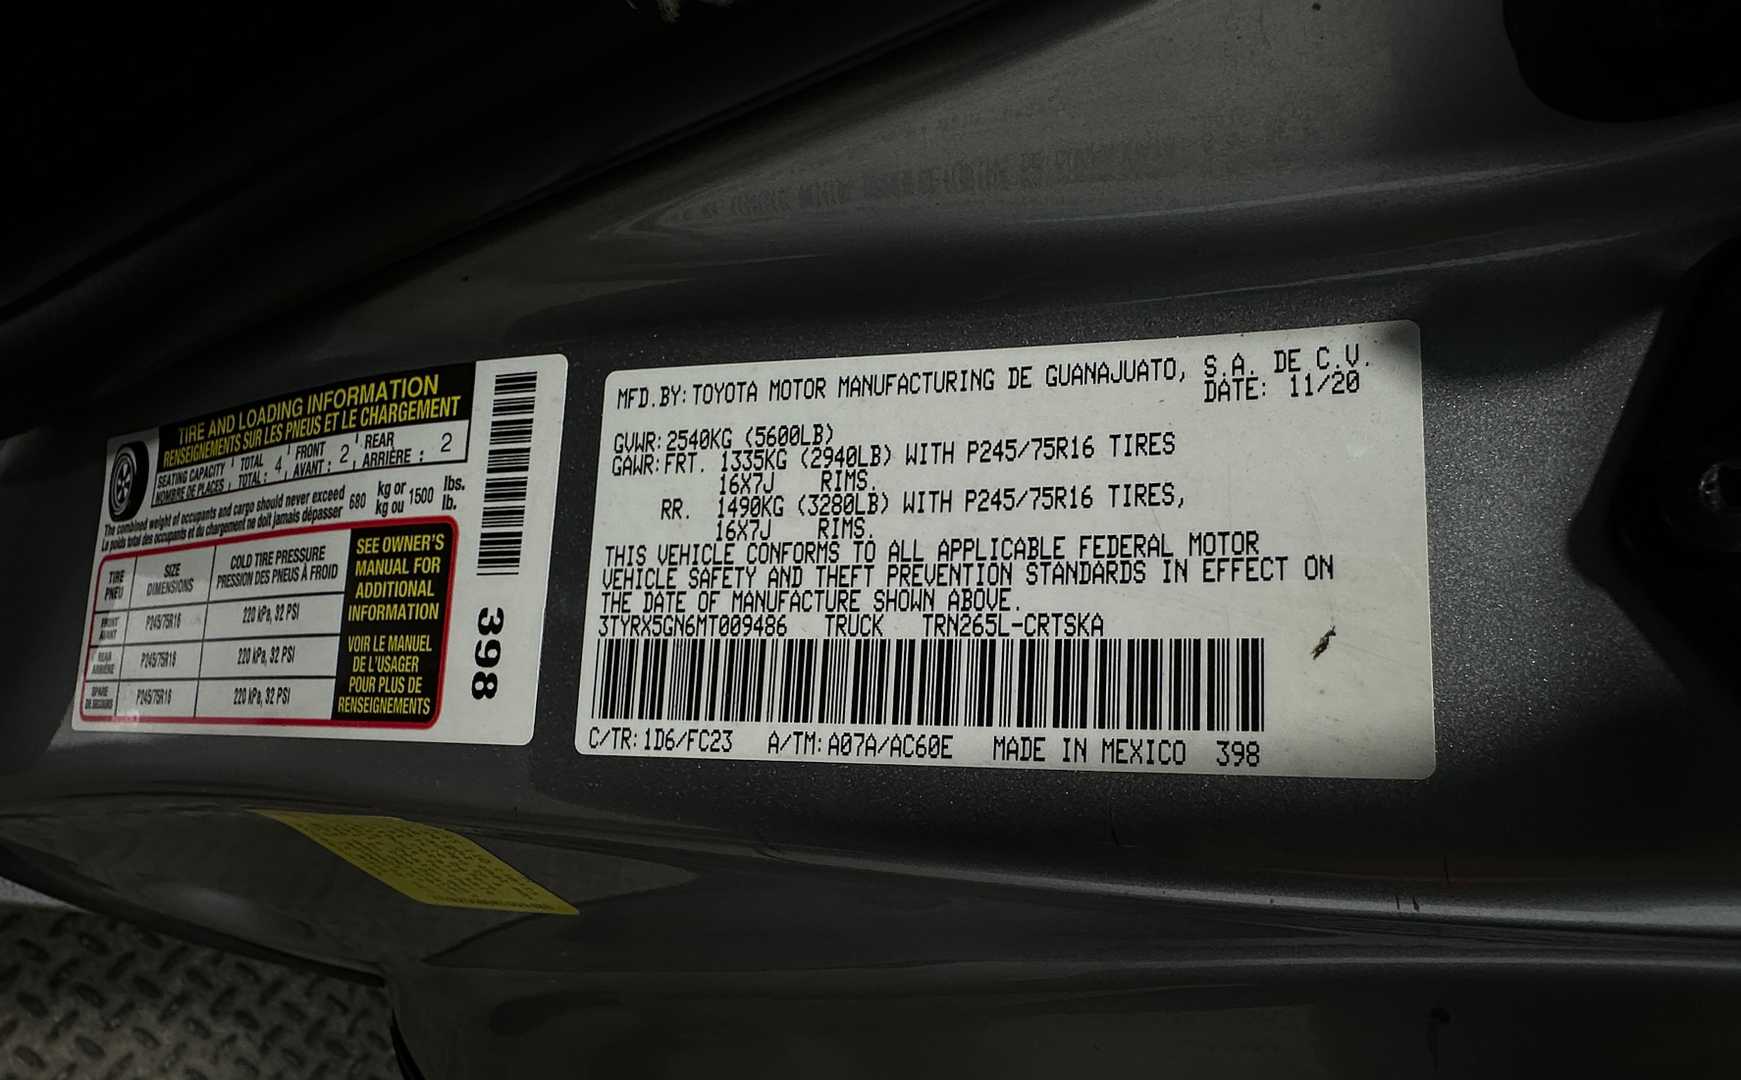 TIRE AND LOADING INFORMATION
RENSEIGNEMENTS SUR LES PNEUS ET LE CHARGEMENT
SEATING CAPACITY TOTAL 4 FRONT 2 REAR 2
NOMBRE DE PLACES TOTAL: AVANT: ARRIÈRE:
The combined weight of occupants and cargo should never exceed 680 kg or 1500 lbs.
Le poids total des occupants et du chargement ne doit jamais dépasser kg ou lb.
TIRE SIZE COLD TIRE PRESSURE
PNEU DIMENSIONS PRESSION DES PNEUS À FROID
FRONT AVANT P245/75R16 220 kPa, 32 PSI
REAR ARRIÈRE P245/75R16 220 kPa, 32 PSI
SPARE DE SECOURS P245/75R16 220 kPa, 32 PSI
SEE OWNER'S
MANUAL FOR
ADDITIONAL
INFORMATION
VOIR LE MANUEL
DE L'USAGER
POUR PLUS DE
RENSEIGNEMENTS
398
MFD.BY: TOYOTA MOTOR MANUFACTURING DE GUANAJUATO, S.A. DE C.V.
DATE: 11/20
GVWR: 2540KG (5600LB)
GAWR: FRT. 1335KG (2940LB) WITH P245/75R16 TIRES
16X7J RIMS.
RR. 1490KG (3280LB) WITH P245/75R16 TIRES,
16X7J RIMS.
THIS VEHICLE CONFORMS TO ALL APPLICABLE FEDERAL MOTOR
VEHICLE SAFETY AND THEFT PREVENTION STANDARDS IN EFFECT ON
THE DATE OF MANUFACTURE SHOWN ABOVE.
3TYRX5GN6MT009486 TRUCK TRN265L-CRTSKA
C/TR: 1D6/FC23 A/TM: A07A/AC60E MADE IN MEXICO 398